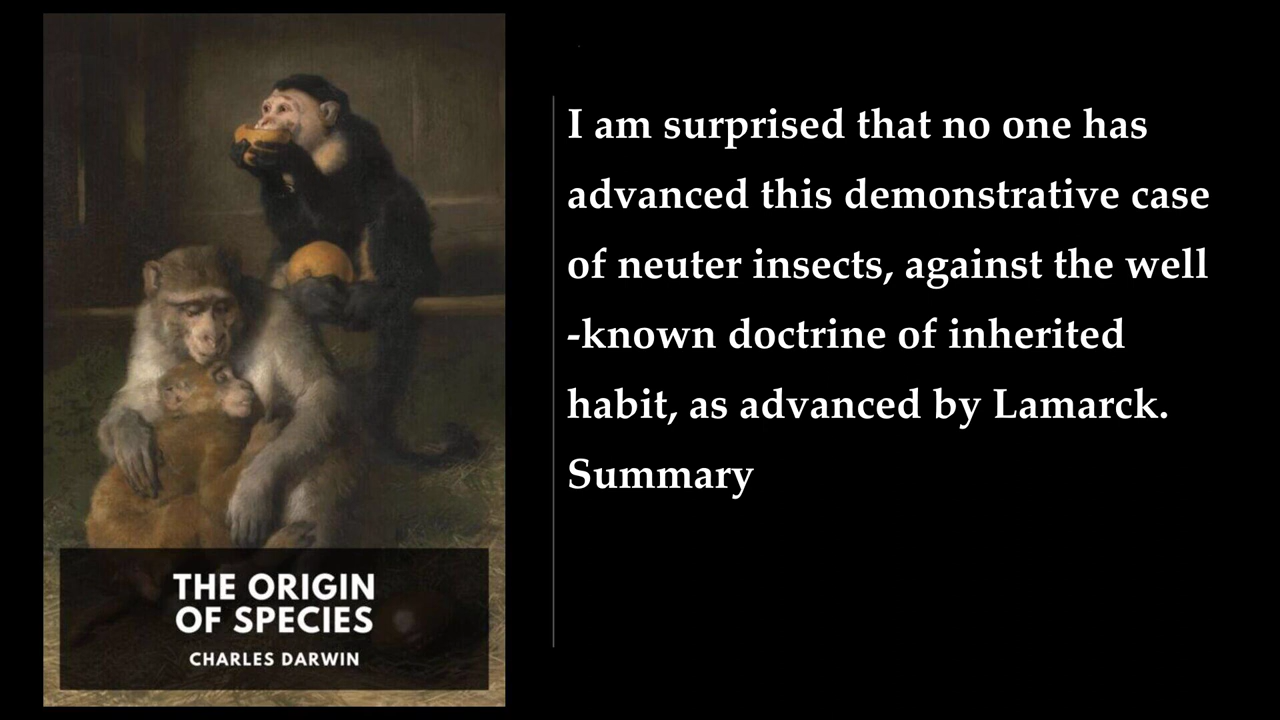 THE ORIGIN
OF SPECIES
CHARLES DARWIN
I am surprised that no one has
advanced this demonstrative case
of neuter insects, against the well
-known doctrine of inherited
habit, as advanced by Lamarck.
Summary